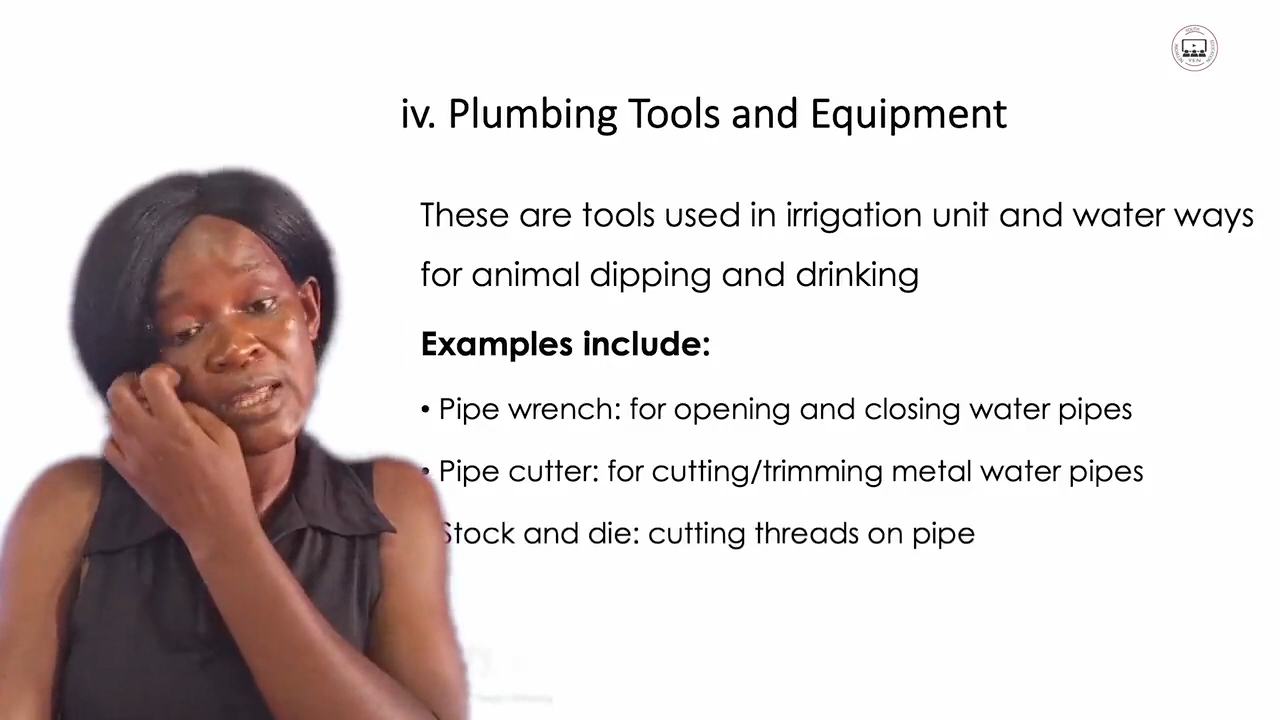 iv. Plumbing Tools and Equipment
These are tools used in irrigation unit and water ways
for animal dipping and drinking
Examples include:
• Pipe wrench: for opening and closing water pipes
• Pipe cutter: for cutting/trimming metal water pipes
Stock and die: cutting threads on pipe